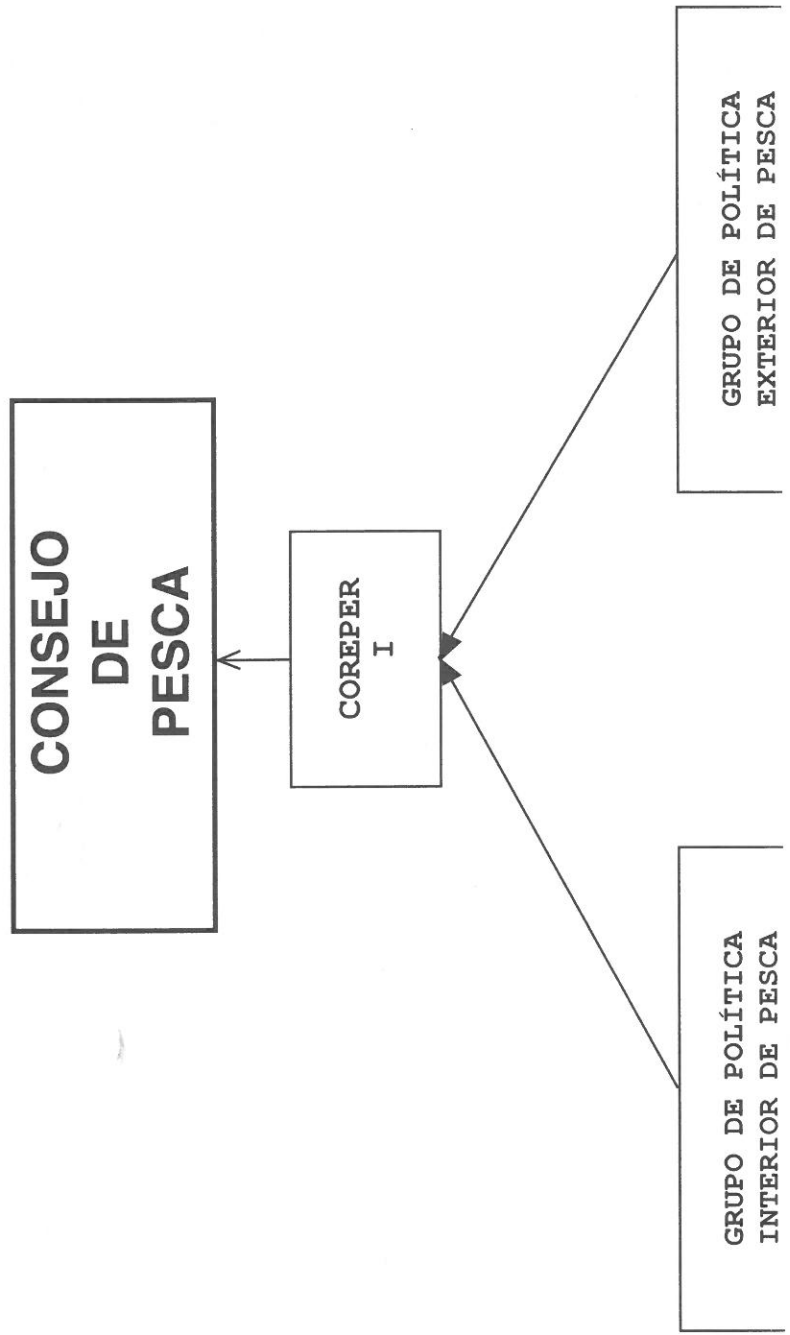 CONSEJO
DE
PESCA
COREPER
I
GRUPO DE POLÍTICA
INTERIOR DE PESCA
GRUPO DE POLÍTICA
EXTERIOR DE PESCA